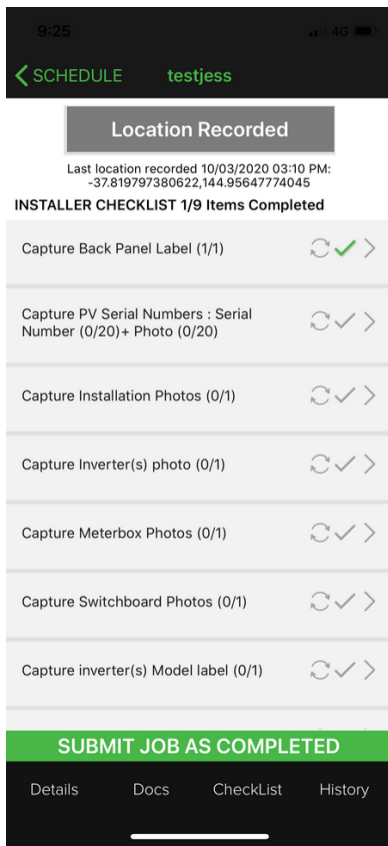 9:25
4G
SCHEDULE
testjess
Location Recorded
Last location recorded 10/03/2020 03:10 PM:
-37.819797380622,144.95647774045
INSTALLER CHECKLIST 1/9 Items Completed
Capture Back Panel Label (1/1)
Capture PV Serial Numbers : Serial
Number (0/20)+ Photo (0/20)
Capture Installation Photos (0/1)
Capture Inverter(s) photo (0/1)
Capture Meterbox Photos (0/1)
Capture Switchboard Photos (0/1)
Capture inverter(s) Model label (0/1)
SUBMIT JOB AS COMPLETED
Details
Docs
CheckList
History